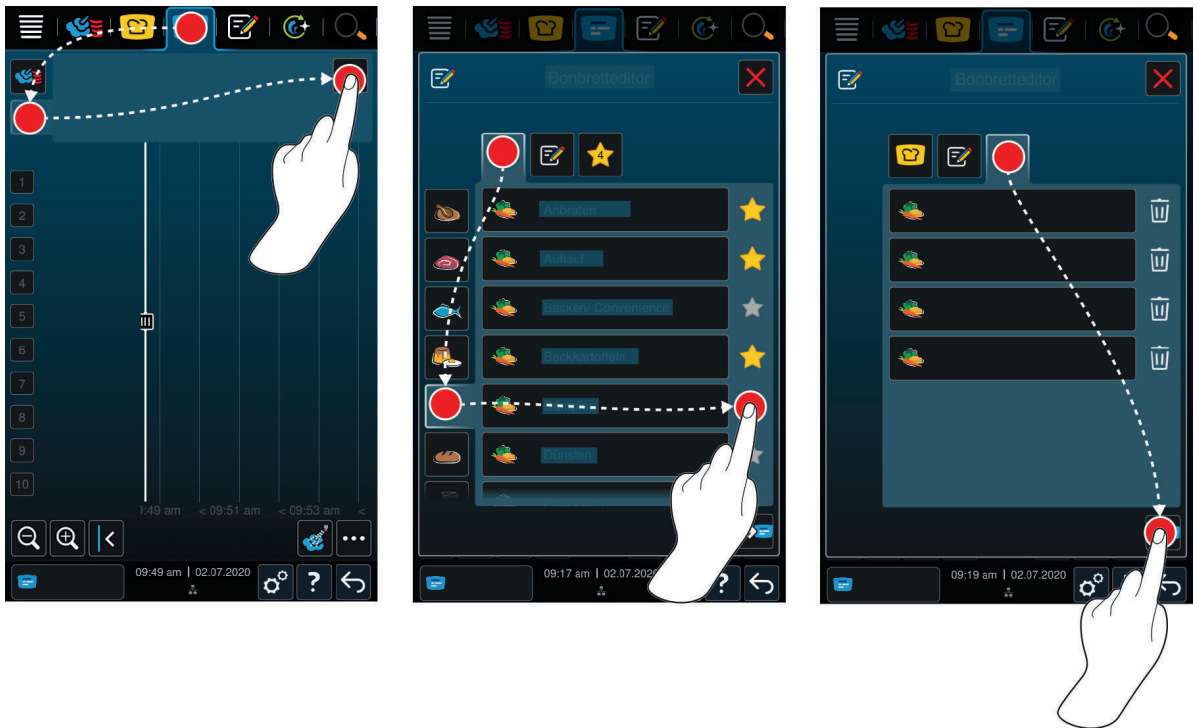 1
2
3
4
5
6
7
8
9
10
:49 am < 09:51 am < 09:53 am <
09:49 am | 02.07.2020
?
Bonbretteditor
4
Anbraten
Auflauf
Backen/ Convenience
Backkartoffeln
Dünsten
09:17 am | 02.07.2020
?
Bonbretteditor
09:19 am | 02.07.2020